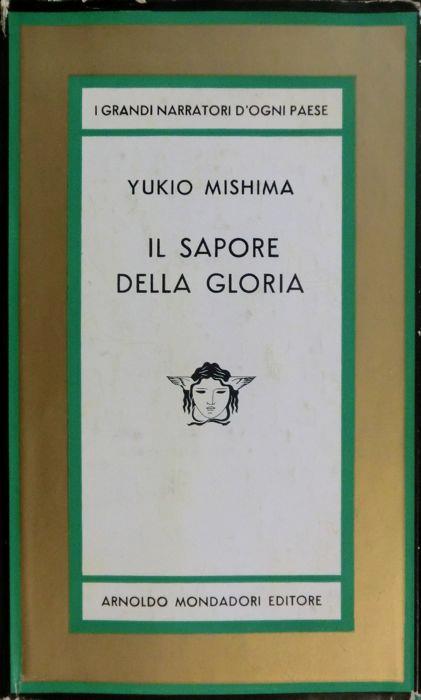 I GRANDI NARRATORI D'OGNI PAESE
YUKIO MISHIMA
IL SAPORE
DELLA GLORIA
ARNOLDO MONDADORI EDITORE